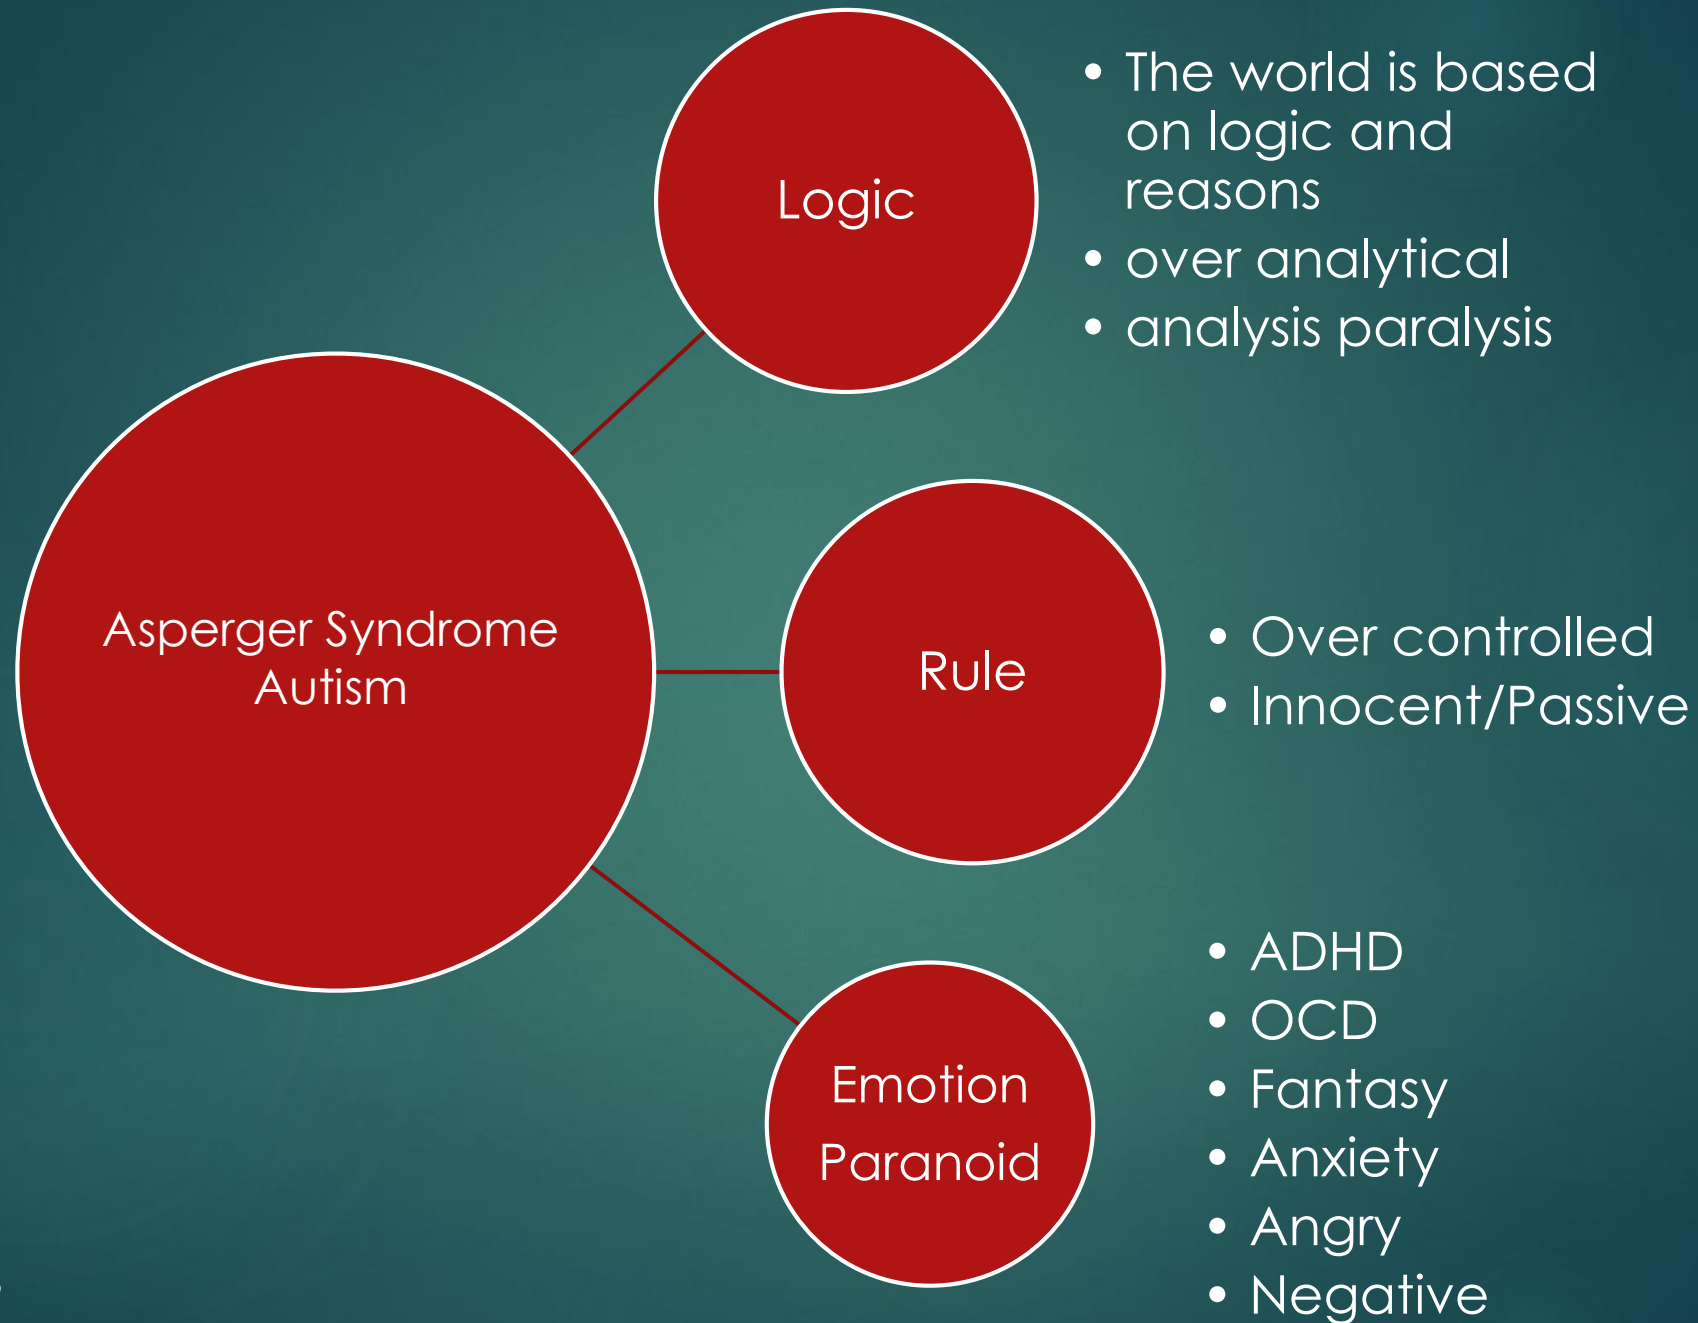 Logic
• The world is based
on logic and
reasons
• over analytical
• analysis paralysis
Asperger Syndrome
Autism
Rule
• Over controlled
• Innocent/Passive
Emotion
Paranoid
• ADHD
• OCD
• Fantasy
• Anxiety
• Angry
• Negative